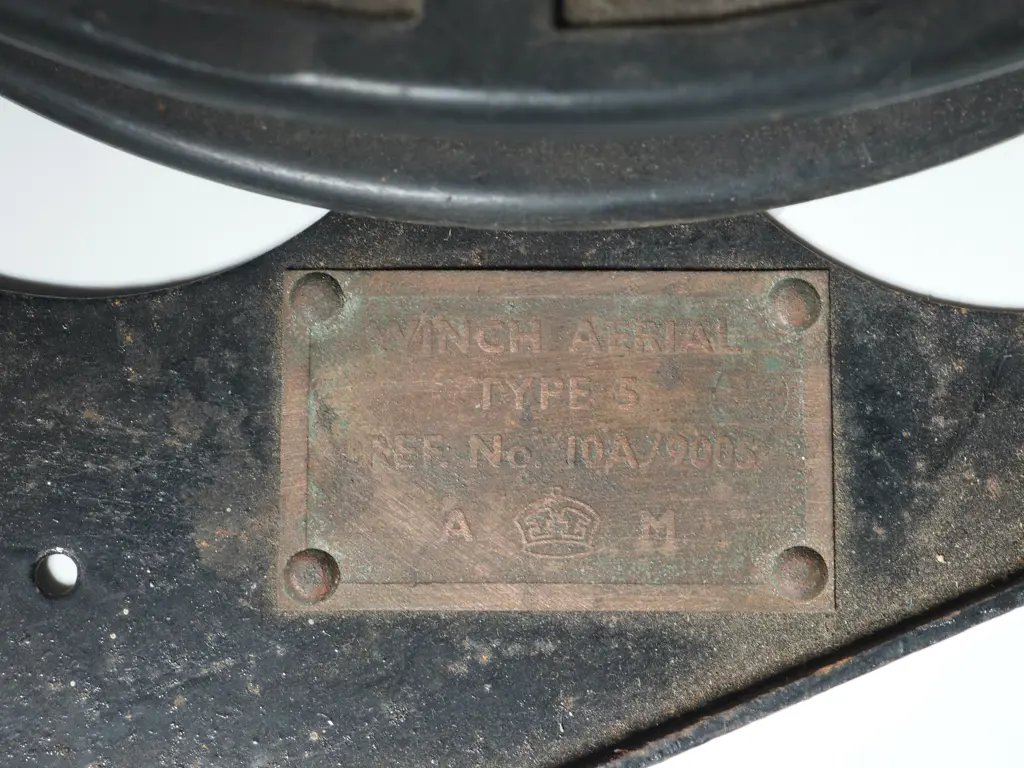 WINCH AERIAL
TYPE 5
REF. No. 10A/9005
A M